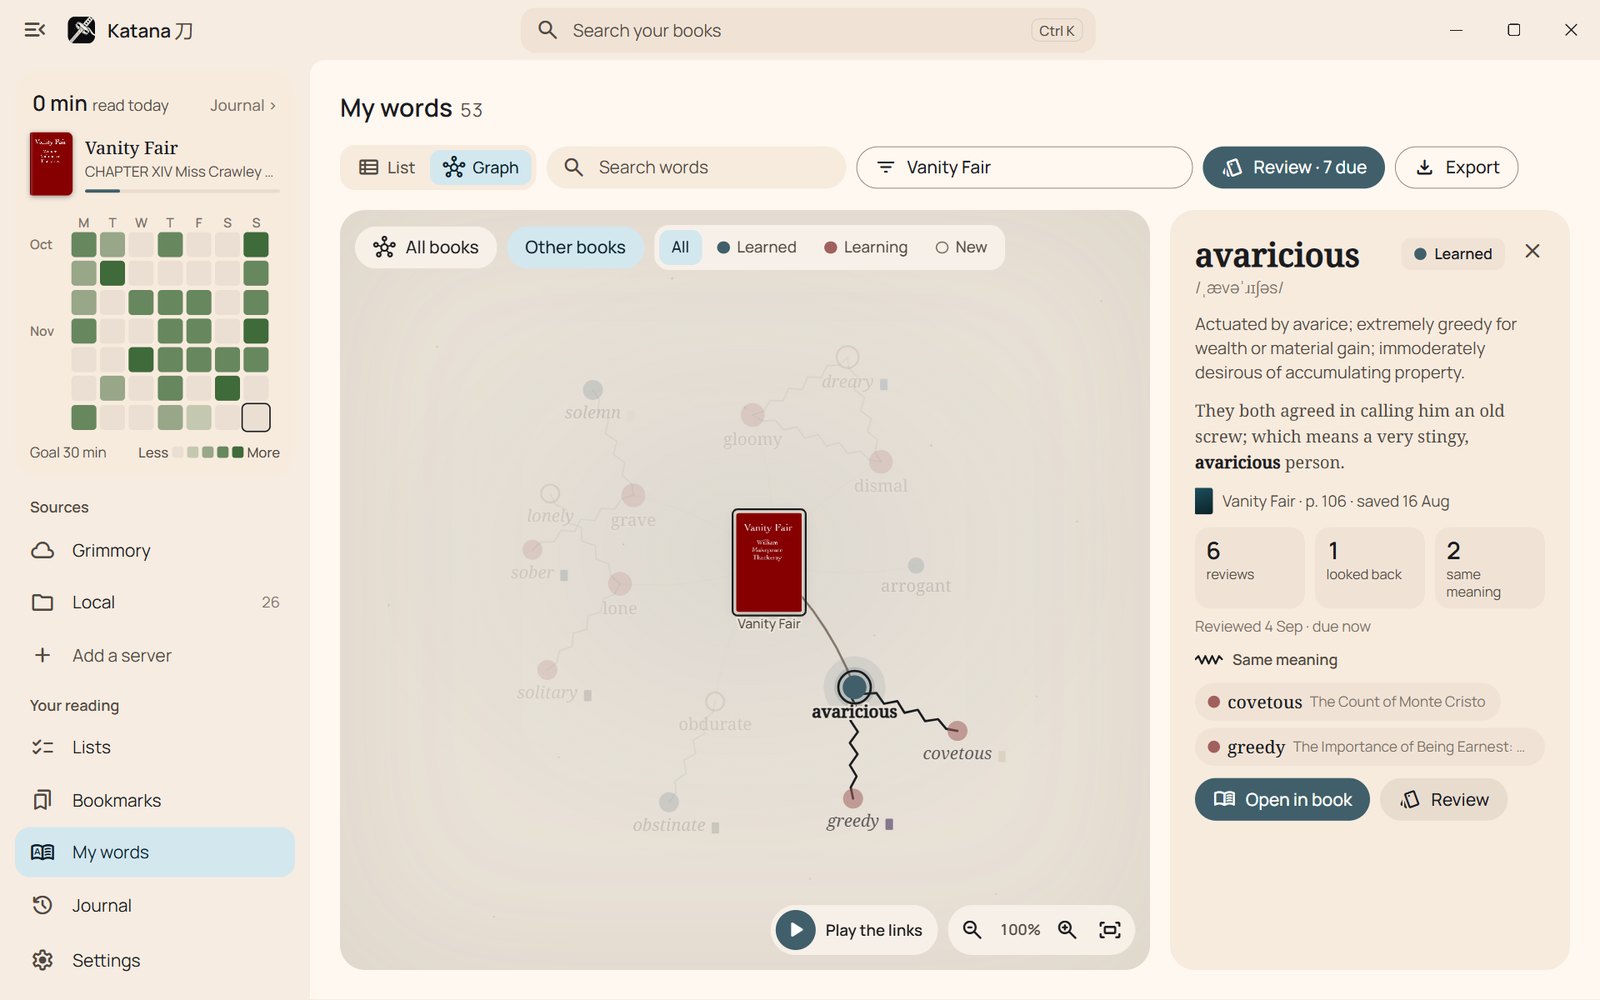 Katana 刀
Search your books
Ctrl K
0 min read today
Journal ›
Vanity Fair
Vanity Fair
CHAPTER XIV Miss Crawley ...
M T W T F S S
Oct
Nov
Goal 30 min
Less
More
Sources
Grimmory
Local
26
Add a server
Your reading
Lists
Bookmarks
My words
Journal
Settings
My words 53
List
Graph
Search words
Vanity Fair
Review · 7 due
Export
All books
Other books
All
Learned
Learning
New
dreary
solemn
gloomy
dismal
lonely
grave
sober
lone
arrogant
Vanity Fair
William
Makepeace
Thackeray
Vanity Fair
solitary
obdurate
avaricious
covetous
obstinate
greedy
Play the links
100%
avaricious
Learned
/ˌævəˈɹɪʃəs/
Actuated by avarice; extremely greedy for
wealth or material gain; immoderately
desirous of accumulating property.
They both agreed in calling him an old
screw; which means a very stingy,
avaricious person.
Vanity Fair · p. 106 · saved 16 Aug
6
reviews
1
looked back
2
same
meaning
Reviewed 4 Sep · due now
Same meaning
covetous The Count of Monte Cristo
greedy The Importance of Being Earnest: ...
Open in book
Review